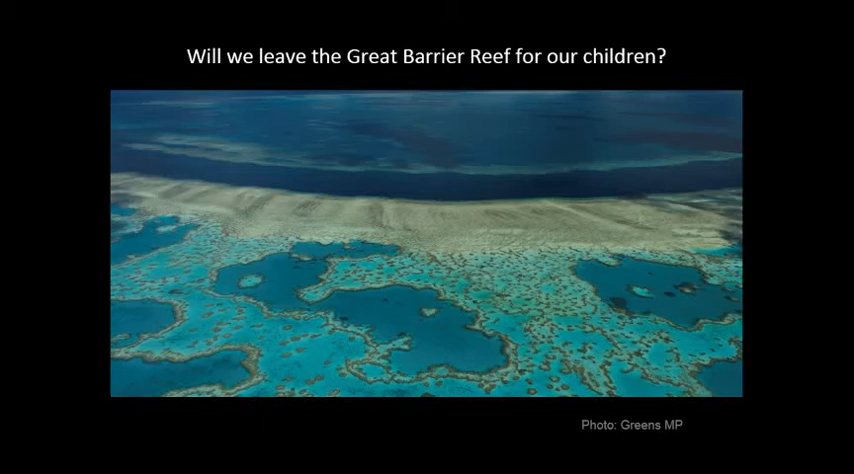 Will we leave the Great Barrier Reef for our children?
Photo: Greens MP